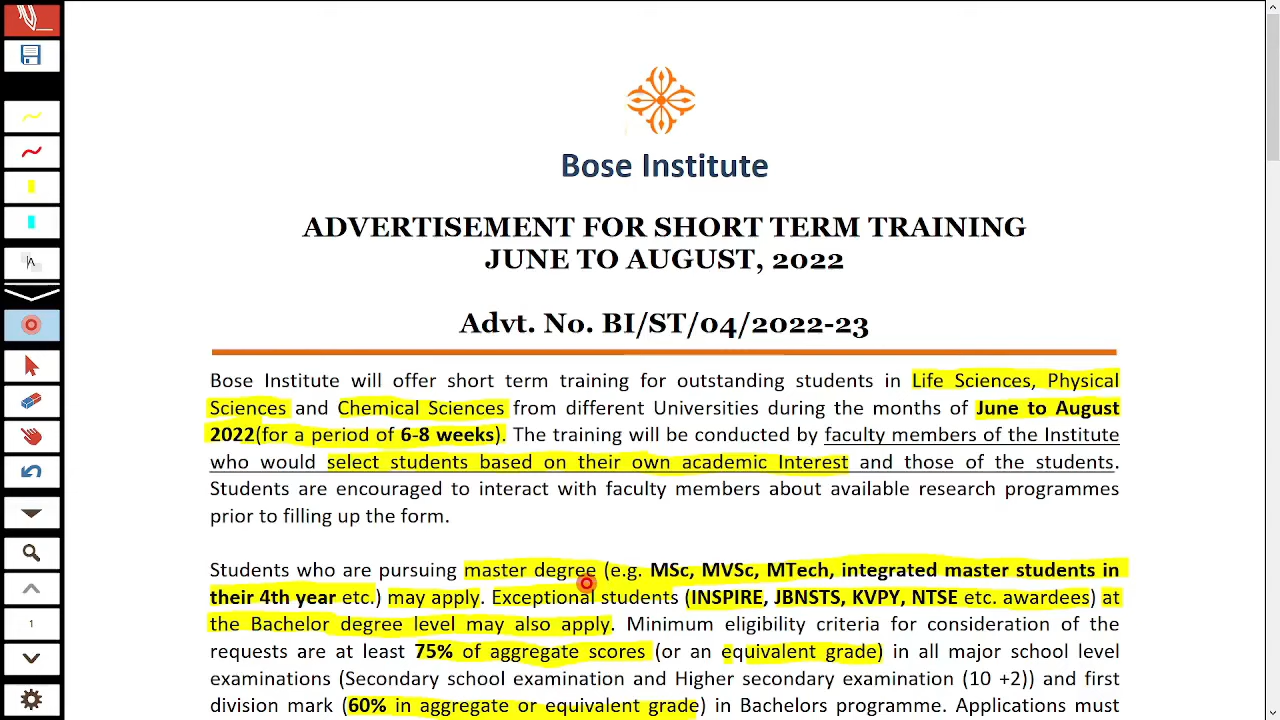 Bose Institute
ADVERTISEMENT FOR SHORT TERM TRAINING
JUNE TO AUGUST, 2022
Advt. No. BI/ST/04/2022-23
Bose Institute will offer short term training for outstanding students in Life Sciences, Physical
Sciences and Chemical Sciences from different Universities during the months of June to August
2022(for a period of 6-8 weeks). The training will be conducted by faculty members of the Institute
who would select students based on their own academic Interest and those of the students.
Students are encouraged to interact with faculty members about available research programmes
prior to filling up the form.
Students who are pursuing master degree (e.g. MSc, MVSc, MTech, integrated master students in
their 4th year etc.) may apply. Exceptional students (INSPIRE, JBNSTS, KVPY, NTSE etc. awardees) at
the Bachelor degree level may also apply. Minimum eligibility criteria for consideration of the
requests are at least 75% of aggregate scores (or an equivalent grade) in all major school level
examinations (Secondary school examination and Higher secondary examination (10 +2)) and first
division mark (60% in aggregate or equivalent grade) in Bachelors programme. Applications must
1